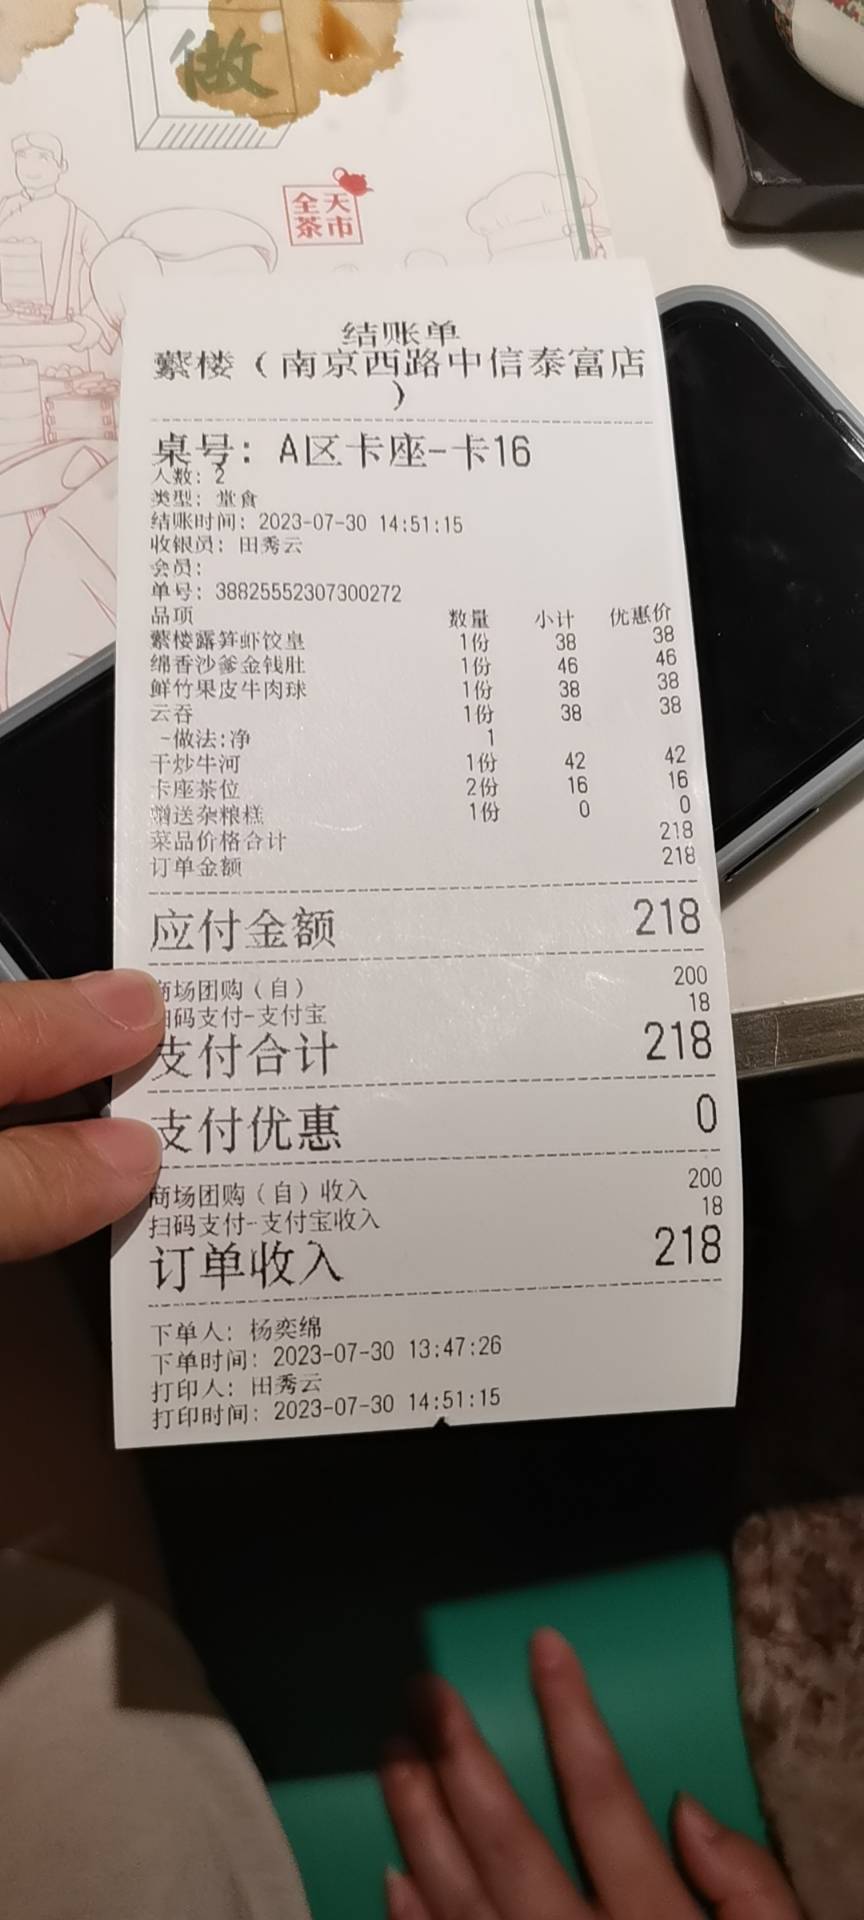 做
全天
茶市
结账单
蘩楼（南京西路中信泰富店
）
桌号: A区卡座-卡16
人数: 2
类型: 堂食
结账时间: 2023-07-30 14:51:15
收银员: 田秀云
会员:
单号: 388255552307300272
品项 数量 小计 优惠价
蘩楼露笋虾饺皇 1份 38 38
绵香沙爹金钱肚 1份 46 46
鲜竹果皮牛肉球 1份 38 38
云吞 1份 38 38
-做法:净 1
干炒牛河 1份 42 42
卡座茶位 2份 16 16
赠送杂粮糕 1份 0 0
菜品价格合计 218
订单金额 218
应付金额 218
商场团购（自） 200
扫码支付-支付宝 18
支付合计 218
支付优惠 0
商场团购（自）收入 200
扫码支付-支付宝收入 18
订单收入 218
下单人: 杨奕绵
下单时间: 2023-07-30 13:47:26
打印人: 田秀云
打印时间: 2023-07-30 14:51:15